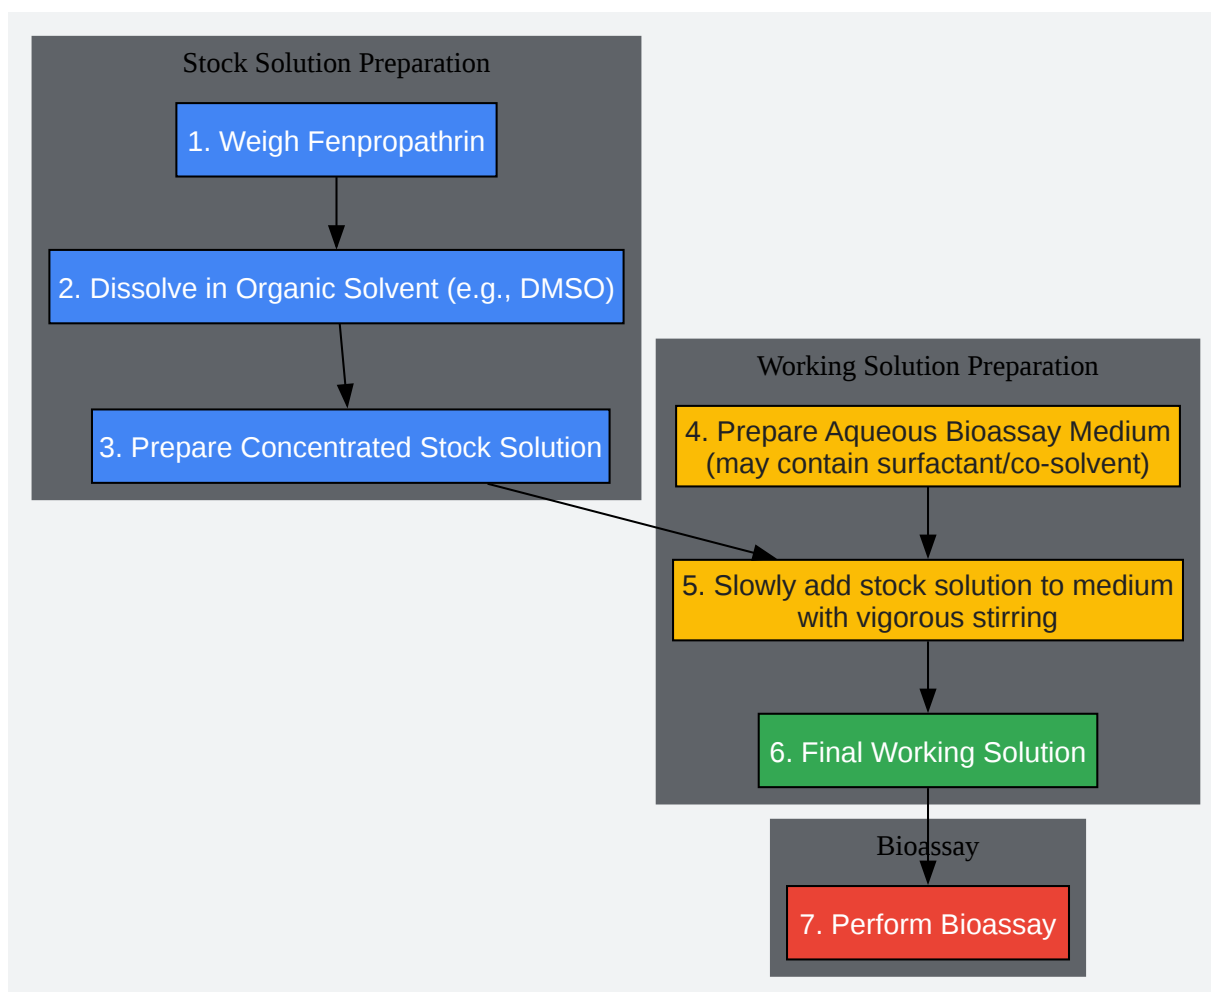 Stock Solution Preparation
1. Weigh Fenpropathrin
2. Dissolve in Organic Solvent (e.g., DMSO)
3. Prepare Concentrated Stock Solution
Working Solution Preparation
4. Prepare Aqueous Bioassay Medium
(may contain surfactant/co-solvent)
5. Slowly add stock solution to medium
with vigorous stirring
6. Final Working Solution
Bioassay
7. Perform Bioassay